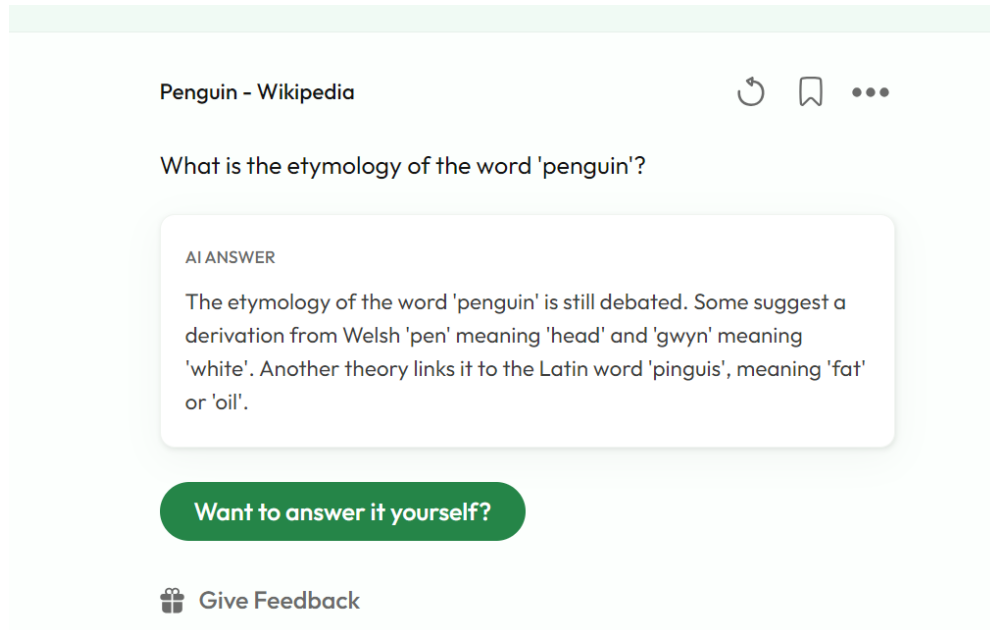 Penguin - Wikipedia
What is the etymology of the word 'penguin'?
AI ANSWER
The etymology of the word 'penguin' is still debated. Some suggest a
derivation from Welsh 'pen' meaning 'head' and 'gwyn' meaning
'white'. Another theory links it to the Latin word 'pinguis', meaning 'fat'
or 'oil'.
Want to answer it yourself?
Give Feedback